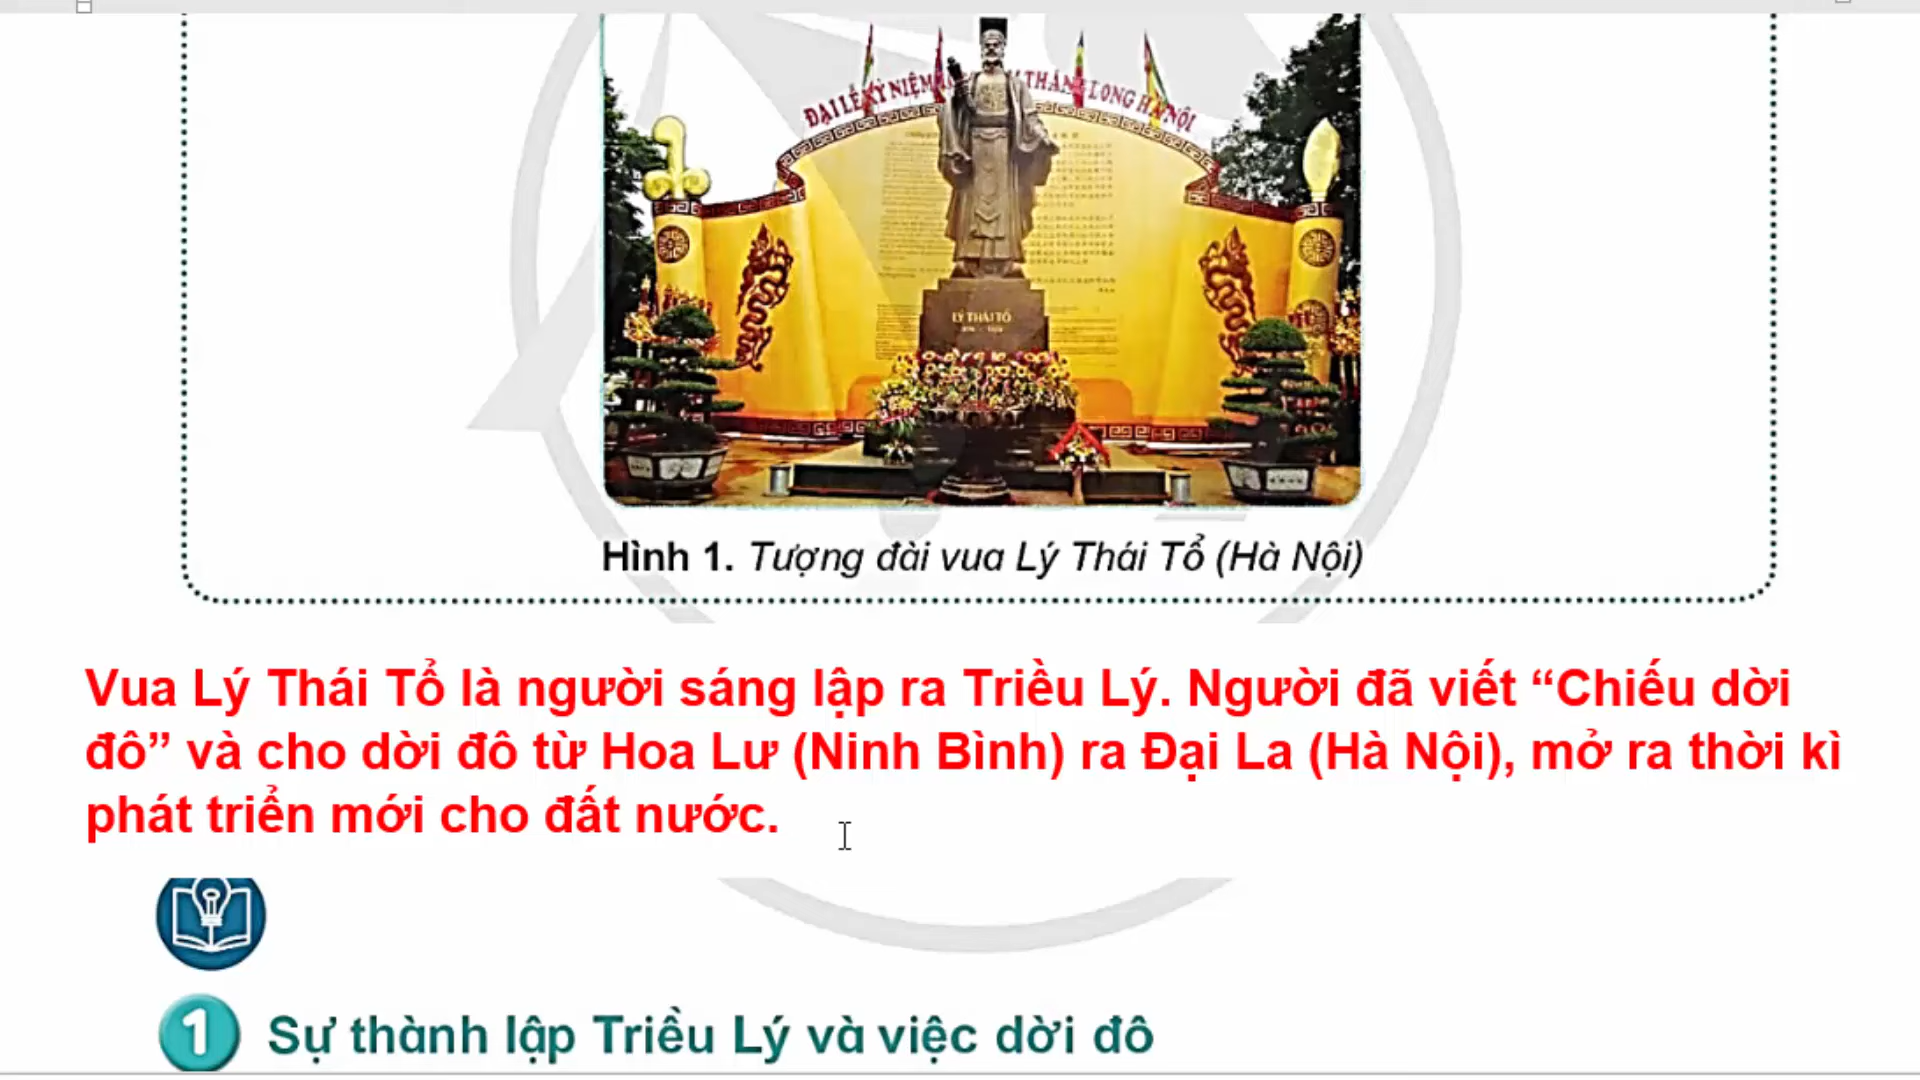 ĐẠI LỄ KỶ NIỆM
THĂNG LONG HÀ NỘI
LÝ THÁI TỔ
Hình 1. Tượng đài vua Lý Thái Tổ (Hà Nội)
Vua Lý Thái Tổ là người sáng lập ra Triều Lý. Người đã viết “Chiếu dời
đô” và cho dời đô từ Hoa Lư (Ninh Bình) ra Đại La (Hà Nội), mở ra thời kì
phát triển mới cho đất nước.
1 Sự thành lập Triều Lý và việc dời đô